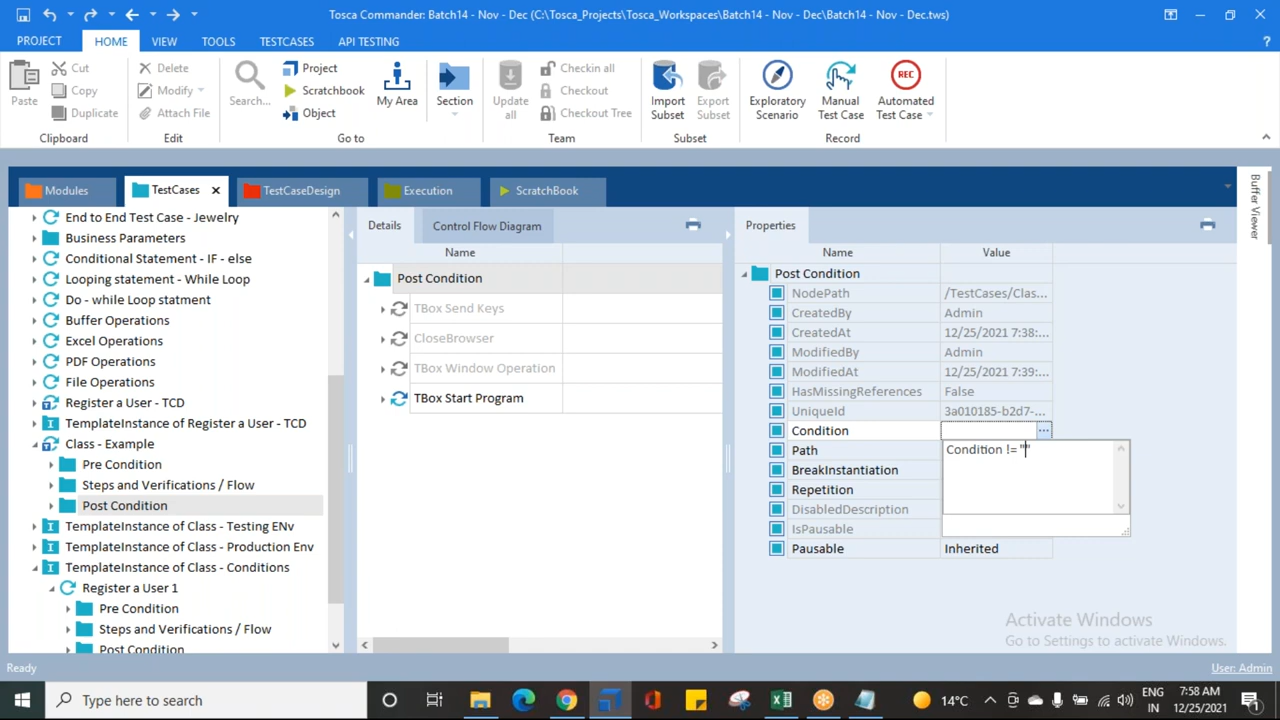 Tosca Commander: Batch14 - Nov - Dec (C:\Tosca_Projects\Tosca_Workspaces\Batch14 - Nov - Dec\Batch14 - Nov - Dec.tws)
PROJECT HOME VIEW TOOLS TESTCASES API TESTING ?
Paste Cut Copy Duplicate
Delete Modify Attach File
Search... Project Scratchbook Object My Area Section
Update all Checkin all Checkout Checkout Tree
Import Subset Export Subset
Exploratory Scenario Manual Test Case REC Automated Test Case
Clipboard Edit Go to Team Subset Record
Modules TestCases TestCaseDesign Execution ScratchBook
Buffer Viewer
End to End Test Case - Jewelry
Business Parameters
Conditional Statement - IF - else
Looping statement - While Loop
Do - while Loop statment
Buffer Operations
Excel Operations
PDF Operations
File Operations
Register a User - TCD
TemplateInstance of Register a User - TCD
Class - Example
Pre Condition
Steps and Verifications / Flow
Post Condition
TemplateInstance of Class - Testing ENv
TemplateInstance of Class - Production Env
TemplateInstance of Class - Conditions
Register a User 1
Pre Condition
Steps and Verifications / Flow
Post Condition
Details Control Flow Diagram
Name
Post Condition
TBox Send Keys
CloseBrowser
TBox Window Operation
TBox Start Program
Properties
Name Value
Post Condition
NodePath /TestCases/Clas...
CreatedBy Admin
CreatedAt 12/25/2021 7:38:...
ModifiedBy Admin
ModifiedAt 12/25/2021 7:39:...
HasMissingReferences False
UniqueId 3a010185-b2d7-...
Condition ...
Path Condition != ""
BreakInstantiation
Repetition
DisabledDescription
IsPausable
Pausable Inherited
Activate Windows
Go to Settings to activate Windows.
Ready User: Admin
Type here to search
14°C
ENG
IN
7:58 AM
12/25/2021
1